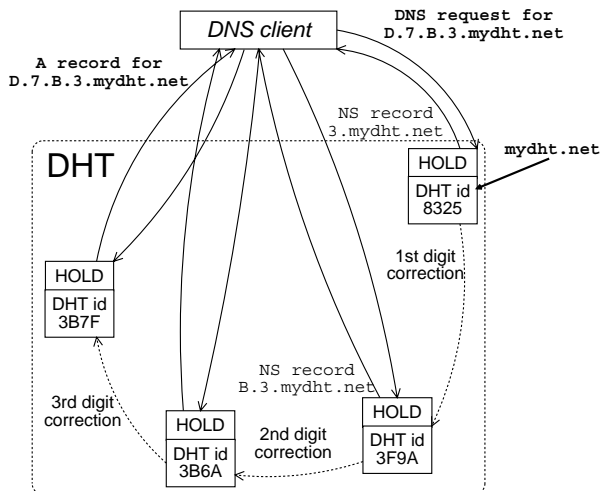 DNS client
DNS request for
D.7.B.3.mydht.net
A record for
D.7.B.3.mydht.net
NS record
3.mydht.net
mydht.net
DHT
HOLD
DHT id
8325
1st digit
correction
HOLD
DHT id
3B7F
NS record
B.3.mydht.net
3rd digit
correction
HOLD
DHT id
3B6A
2nd digit
correction
HOLD
DHT id
3F9A